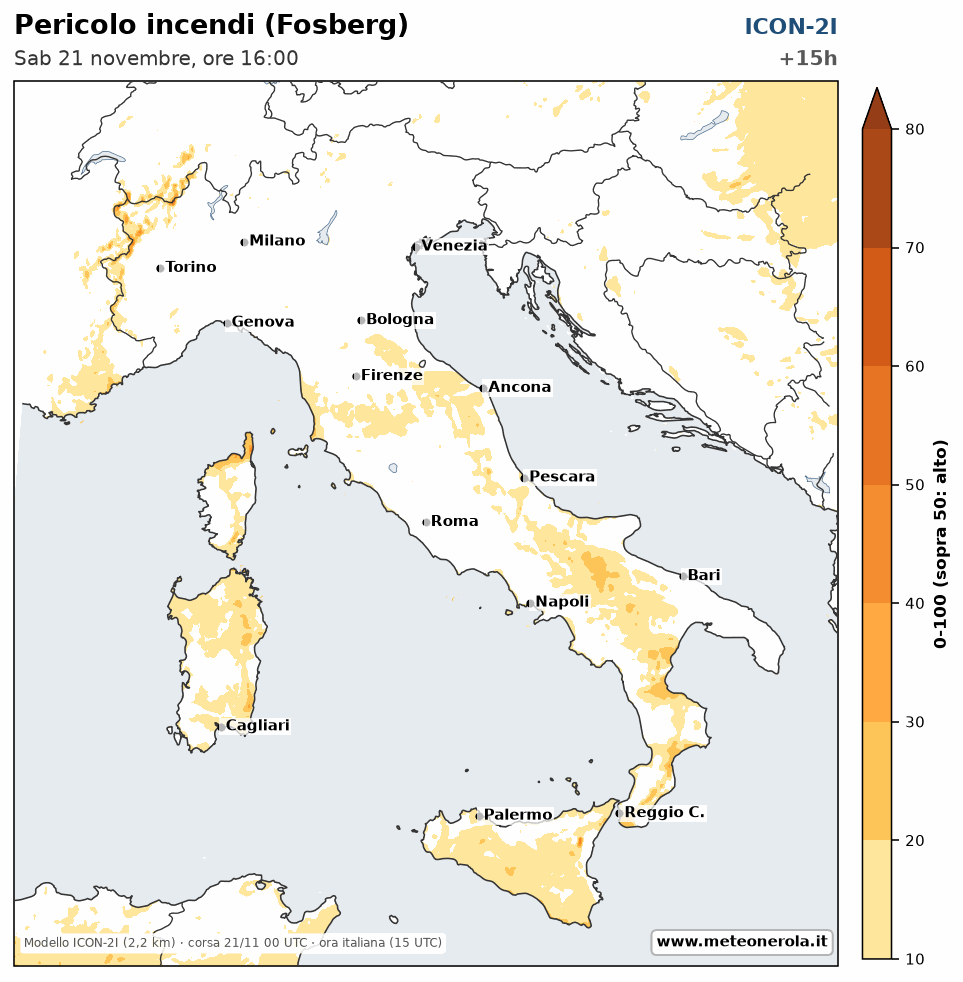 Pericolo incendi (Fosberg)
ICON-2I
Sab 21 novembre, ore 16:00
+15h
80
70
60
50
40
30
20
10
0-100 (sopra 50: alto)
Milano
Venezia
Torino
Genova
Bologna
Firenze
Ancona
Pescara
Roma
Bari
Napoli
Cagliari
Palermo
Reggio C.
Modello ICON-2I (2,2 km) · corsa 21/11 00 UTC · ora italiana (15 UTC)
www.meteonerola.it